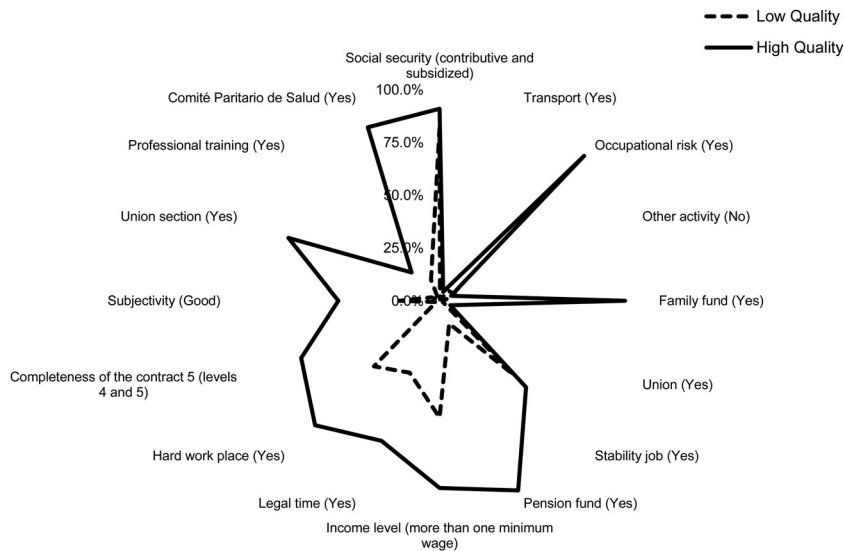 Low Quality
High Quality
Social security (contributive and
subsidized)
100.0%
75.0%
50.0%
25.0%
0.0%
Transport (Yes)
Occupational risk (Yes)
Other activity (No)
Family fund (Yes)
Union (Yes)
Stability job (Yes)
Pension fund (Yes)
Income level (more than one minimum
wage)
Legal time (Yes)
Hard work place (Yes)
Completeness of the contract 5 (levels
4 and 5)
Subjectivity (Good)
Union section (Yes)
Professional training (Yes)
Comité Paritario de Salud (Yes)